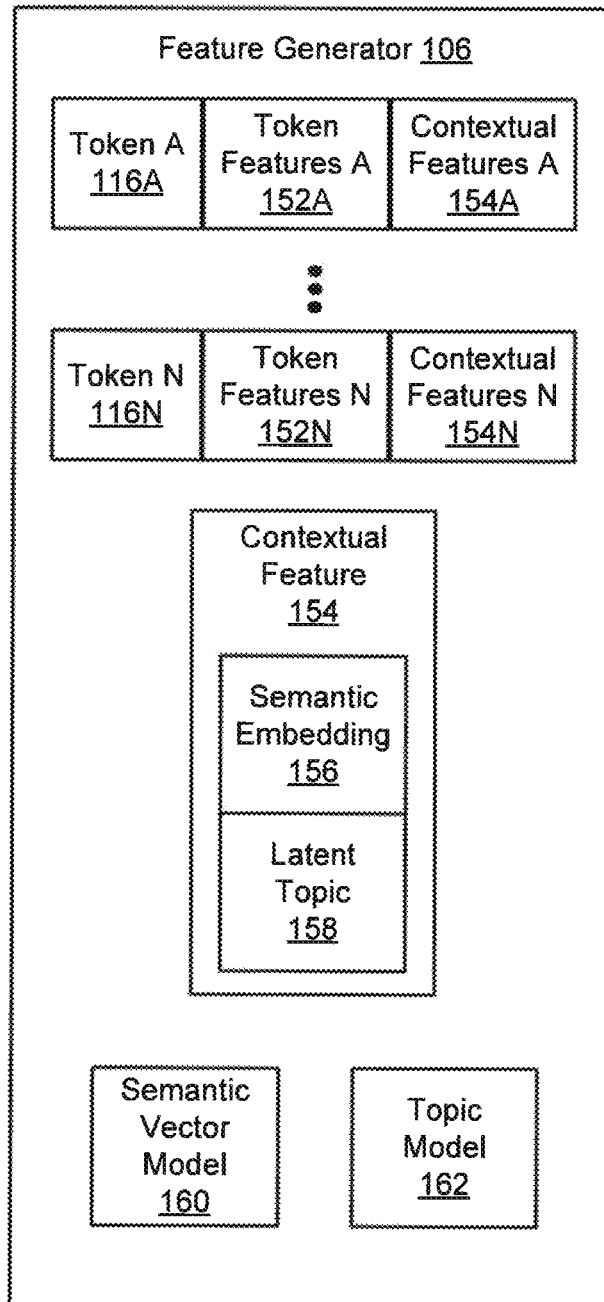 Feature Generator 106
Token A
116A
Token
Features A
152A
Contextual
Features A
154A
Token N
116N
Token
Features N
152N
Contextual
Features N
154N
Contextual
Feature
154
Semantic
Embedding
156
Latent
Topic
158
Semantic
Vector
Model
160
Topic
Model
162